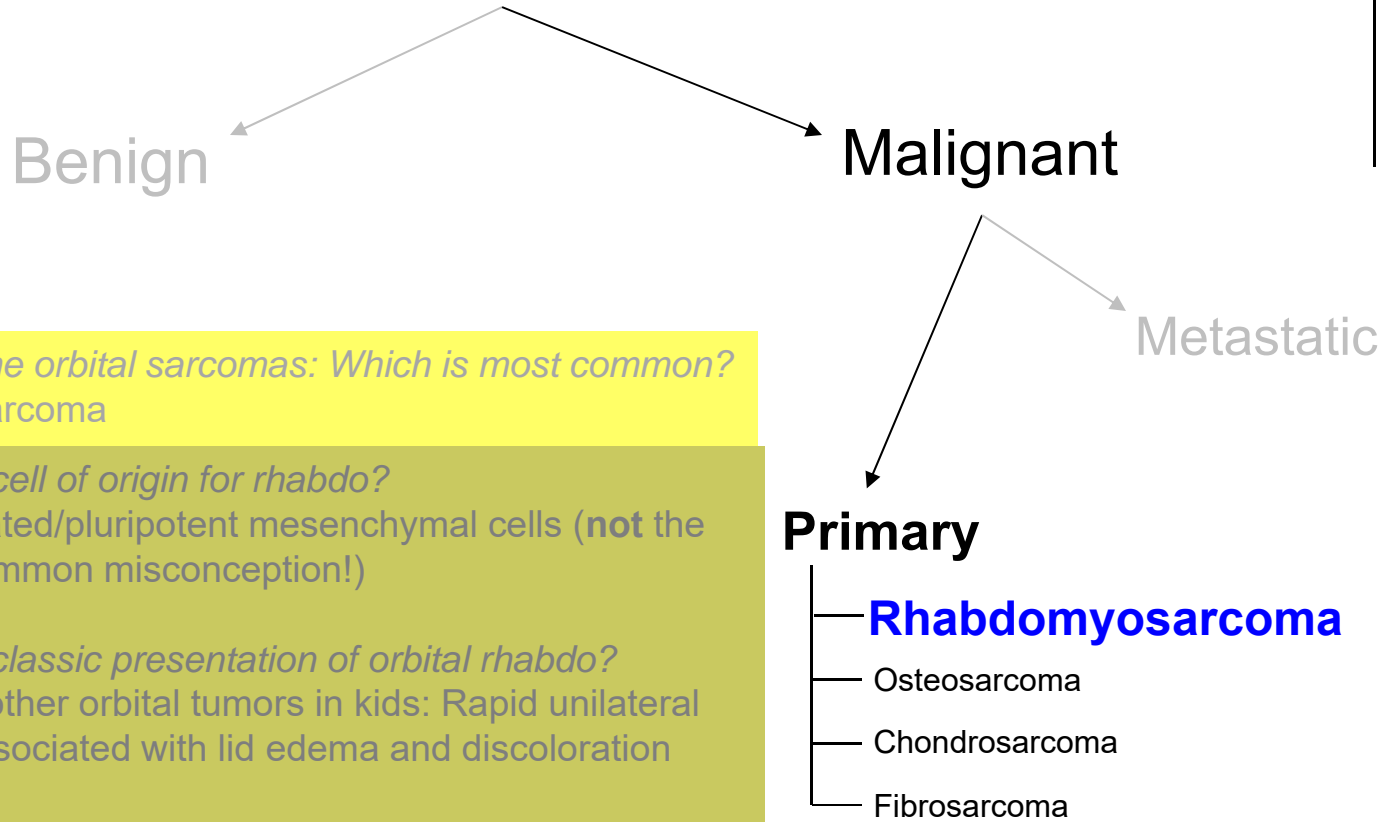 Benign
Malignant
Metastatic
ne orbital sarcomas: Which is most common?
arcoma
cell of origin for rhabdo?
ated/pluripotent mesenchymal cells (not the
mmon misconception!)
classic presentation of orbital rhabdo?
other orbital tumors in kids: Rapid unilateral
sociated with lid edema and discoloration
Primary
Rhabdomyosarcoma
Osteosarcoma
Chondrosarcoma
Fibrosarcoma